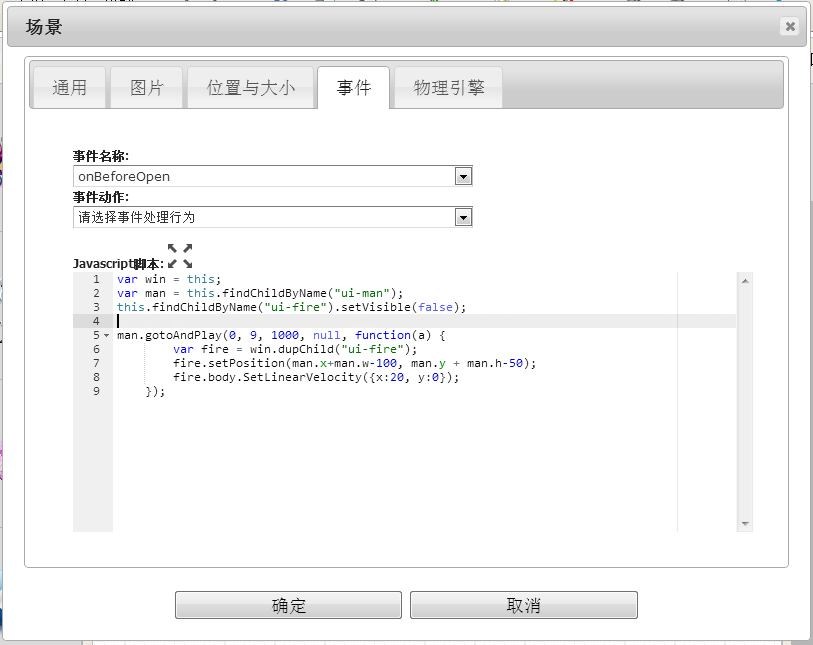 场景
通用 图片 位置与大小 事件 物理引擎
事件名称:
onBeforeOpen
事件动作:
请选择事件处理行为
Javascript脚本:
1 var win = this;
2 var man = this.findChildByName("ui-man");
3 this.findChildByName("ui-fire").setVisible(false);
4
5 man.gotoAndPlay(0, 9, 1000, null, function(a) {
6 var fire = win.dupChild("ui-fire");
7 fire.setPosition(man.x+man.w-100, man.y + man.h-50);
8 fire.body.SetLinearVelocity({x:20, y:0});
9 });
确定 取消